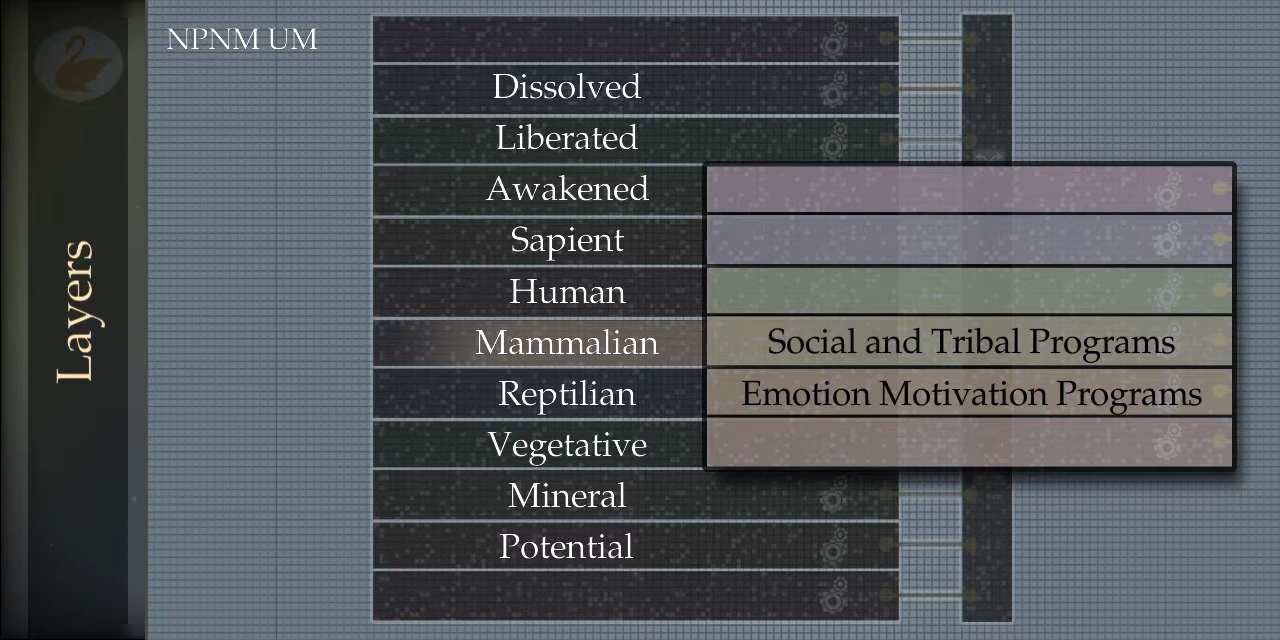 NPNM UM
Layers
Dissolved
Liberated
Awakened
Sapient
Human
Mammalian
Social and Tribal Programs
Reptilian
Emotion Motivation Programs
Vegetative
Mineral
Potential